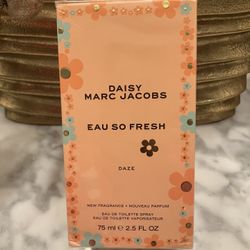 DAISY
MARC JACOBS
EAU SO FRESH
DAZE
NEW FRAGRANCE • NOUVEAU PARFUM
EAU DE TOILETTE SPRAY
EAU DE TOILETTE VAPORISATEUR
75 ml e 2.5 FL OZ